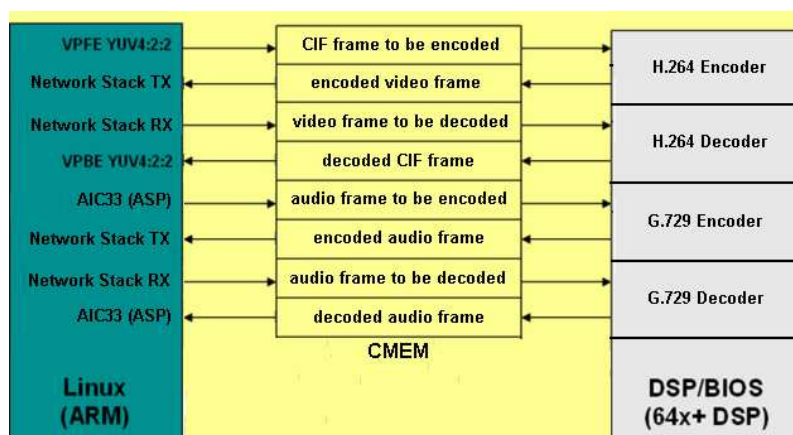 VPFE YUV4:2:2 CIF frame to be encoded
H.264 Encoder
Network Stack TX encoded video frame
Network Stack RX video frame to be decoded
H.264 Decoder
VPBE YUV4:2:2 decoded CIF frame
AIC33 (ASP) audio frame to be encoded
G.729 Encoder
Network Stack TX encoded audio frame
Network Stack RX audio frame to be decoded
G.729 Decoder
AIC33 (ASP) decoded audio frame
CMEM
Linux
(ARM)
DSP/BIOS
(64x+ DSP)